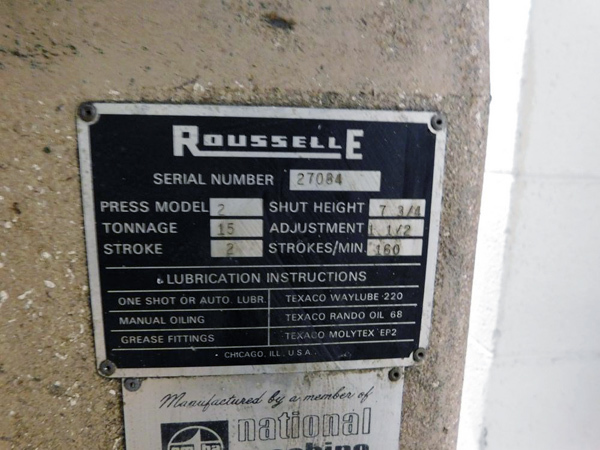 ROUSSELLE
SERIAL NUMBER 27084
PRESS MODEL 2 SHUT HEIGHT 7 3/4
TONNAGE 15 ADJUSTMENT 1 1/2
STROKE 2 STROKES/MIN. 160
LUBRICATION INSTRUCTIONS
ONE SHOT OR AUTO. LUBR. TEXACO WAYLUBE 220
MANUAL OILING TEXACO RANDO OIL 68
GREASE FITTINGS TEXACO MOLYTEX EP2
CHICAGO, ILL. U.S.A.
Manufactured by a member of
national